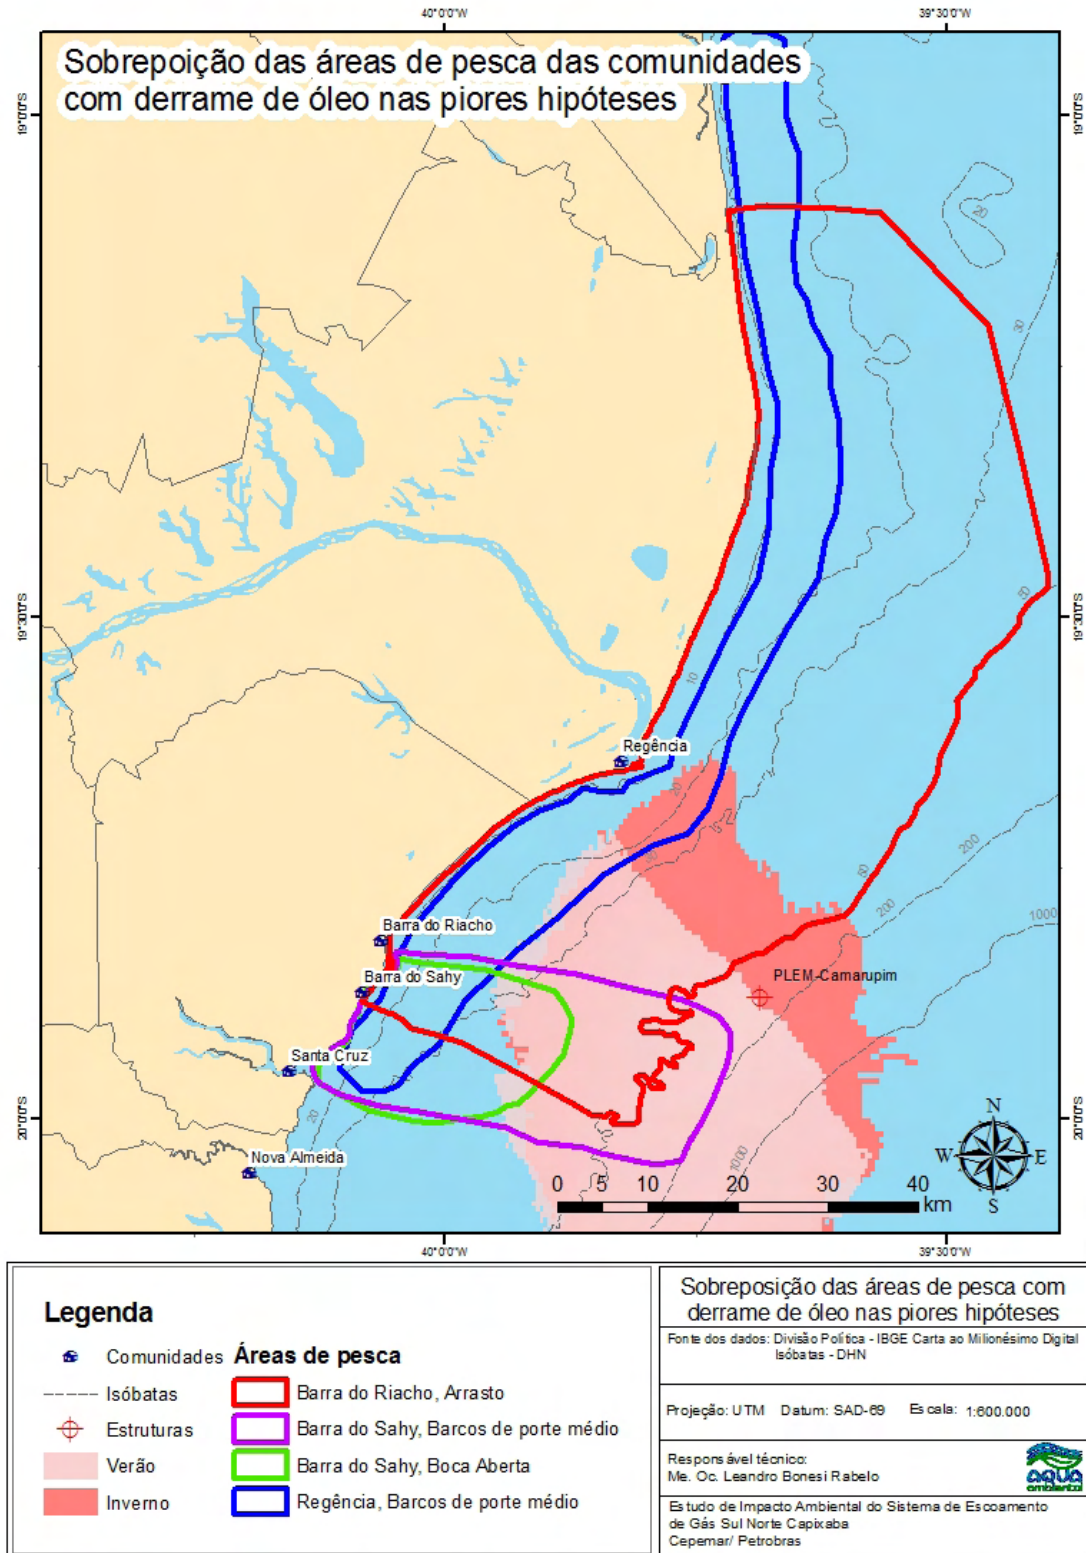 40°0'0"W
39°30'0"W
Sobrepoição das áreas de pesca das comunidades
com derrame de óleo nas piores hipóteses
19°0'0"S
19°0'0"S
20
30
19°30'0"S
19°30'0"S
50
10
Regência
20
30
200
50
200
1000
Barra do Riacho
Barra do Sahy
PLEM-Camarupim
Santa Cruz
20
20°0'0"S
20°0'0"S
1000
Nova Almeida
N
W
E
S
0 5 10 20 30 40
km
40°0'0"W
39°30'0"W
Legenda
Comunidades
Isóbatas
Estruturas
Verão
Inverno
Áreas de pesca
Barra do Riacho, Arrasto
Barra do Sahy, Barcos de porte médio
Barra do Sahy, Boca Aberta
Regência, Barcos de porte médio
Sobreposição das áreas de pesca com
derrame de óleo nas piores hipóteses
Fonte dos dados: Divisão Política - IBGE Carta ao Milionésimo Digital
Isóbatas - DHN
Projeção: UTM Datum: SAD-69 Escala: 1:600.000
Responsável técnico:
Me. Oc. Leandro Bonesi Rabelo
aqua
ambiental
Estudo de Impacto Ambiental do Sistema de Escoamento
de Gás Sul Norte Capixaba
Cepemar/ Petrobras